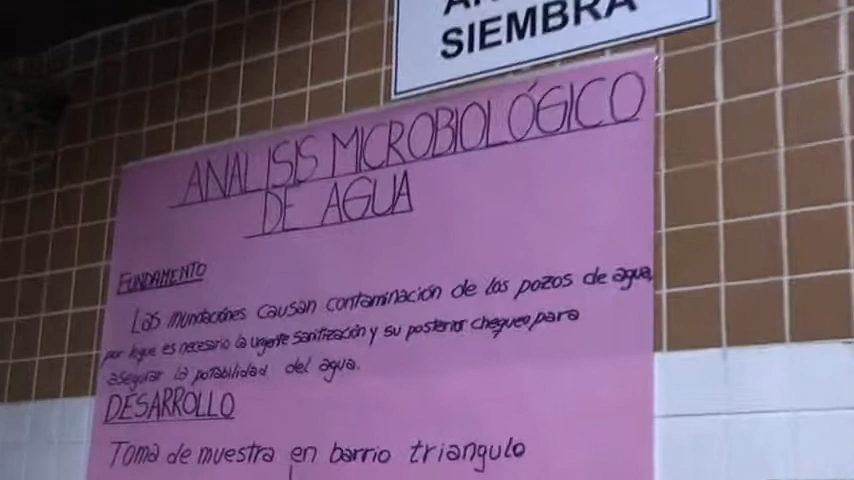 SIEMBRA
ANALISIS MICROBIOLÓGICO
DE AGUA
FUNDAMENTO
Las inundaciones causan contaminación de los pozos de agua,
por lo que es necesario la urgente sanitización y su posterior chequeo para
asegurar la potabilidad del agua.
DESARROLLO
Toma de muestra en barrio triangulo